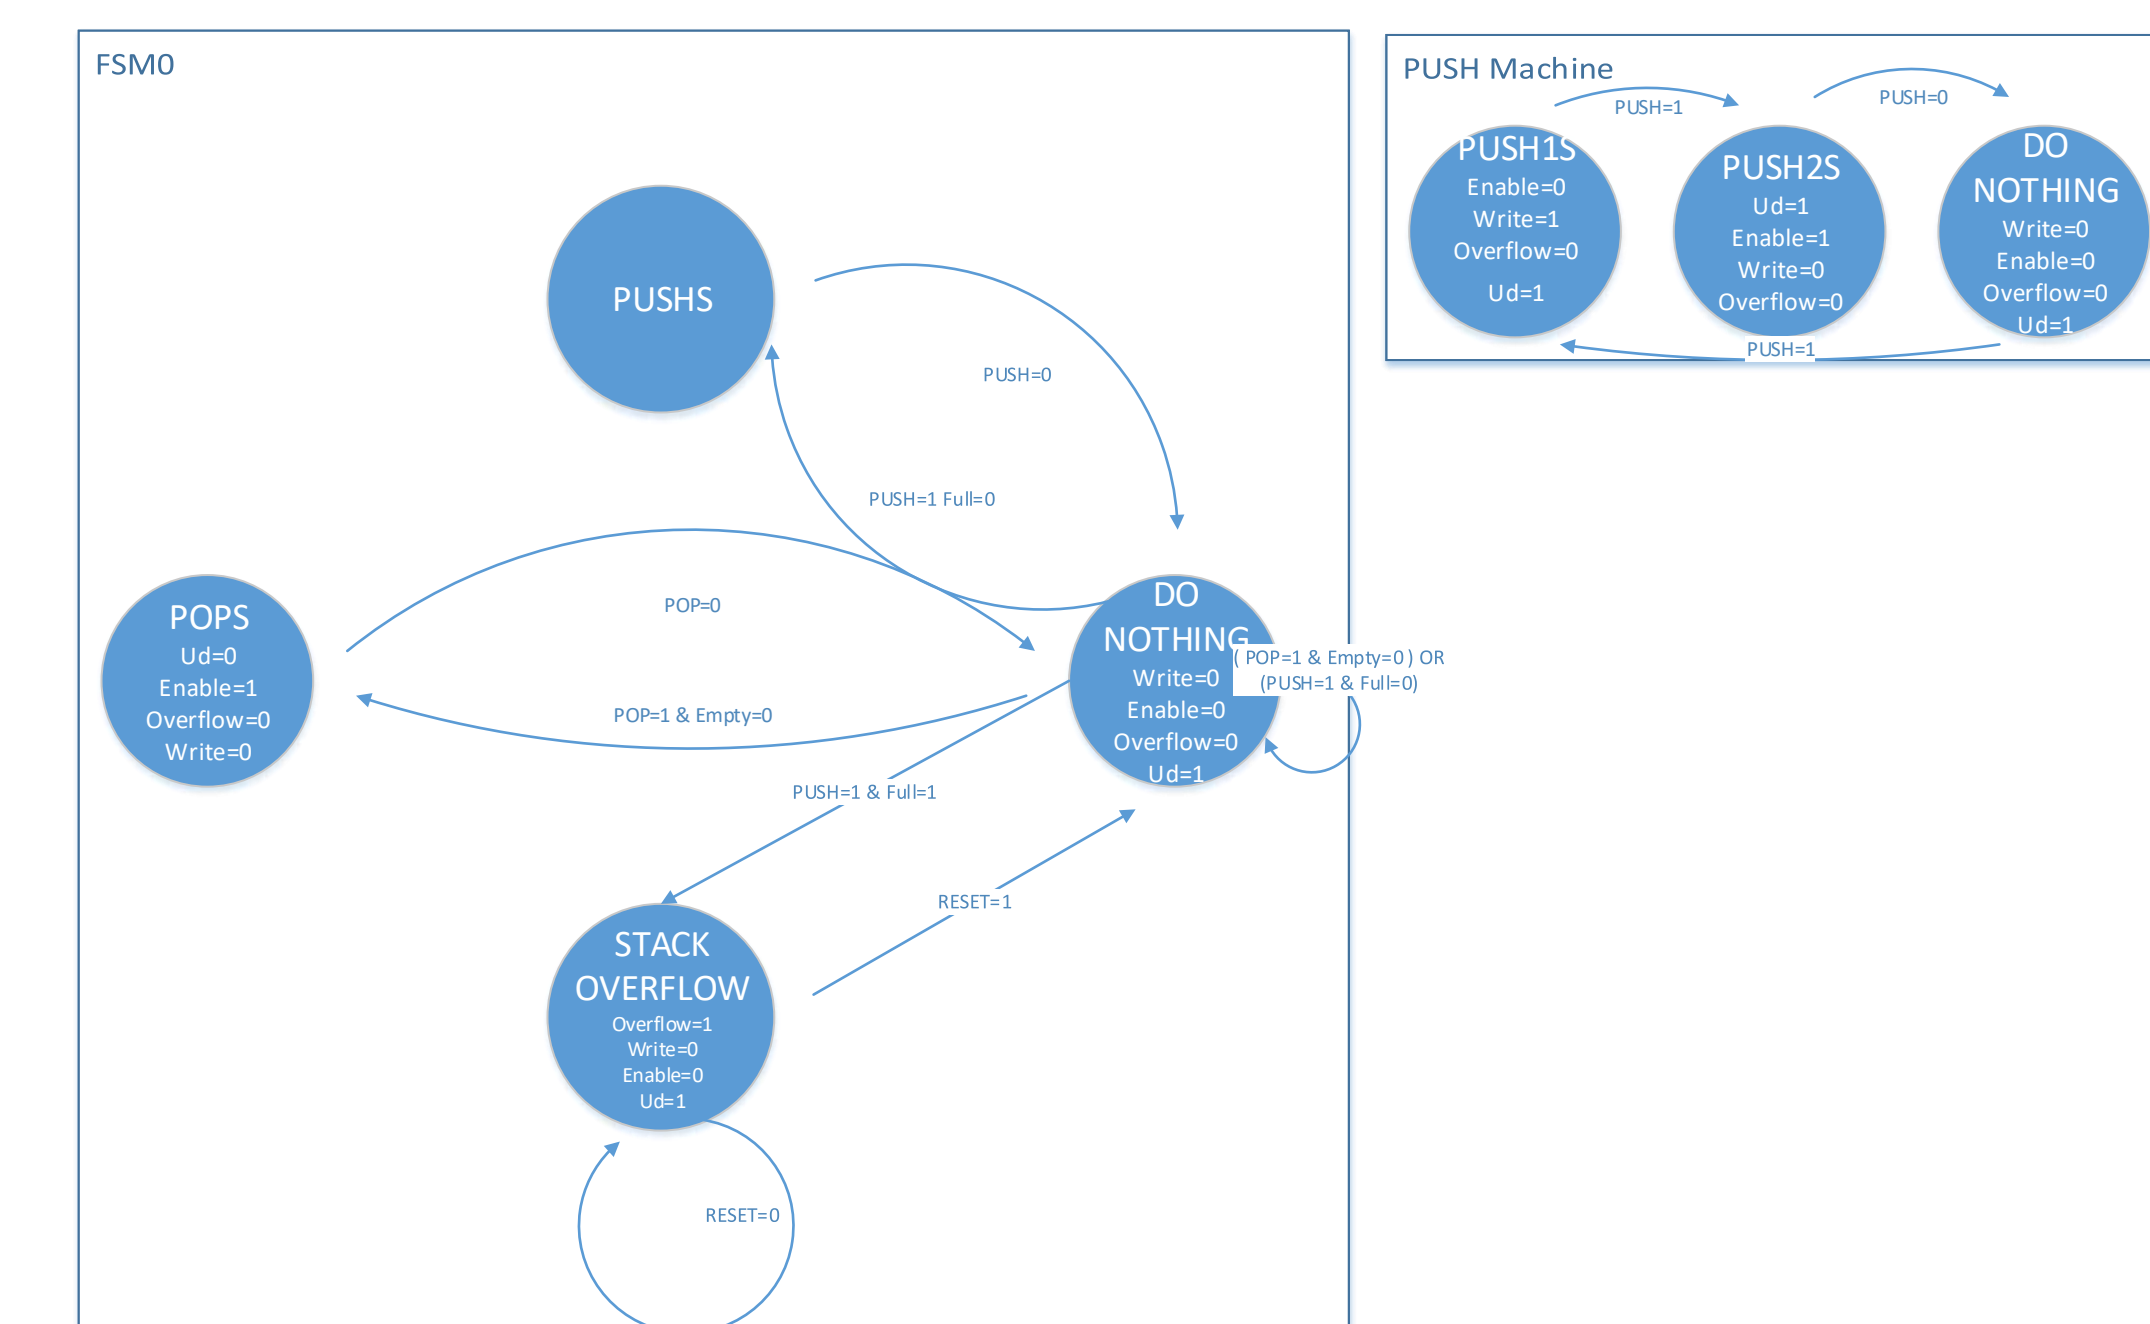 FSM0
PUSHS
PUSH=0
PUSH=1 Full=0
POP=0
POPS
Ud=0
Enable=1
Overflow=0
Write=0
POP=1 & Empty=0
DO
NOTHING
Write=0
Enable=0
Overflow=0
Ud=1
( POP=1 & Empty=0 ) OR
(PUSH=1 & Full=0)
PUSH=1 & Full=1
RESET=1
STACK
OVERFLOW
Overflow=1
Write=0
Enable=0
Ud=1
RESET=0
PUSH Machine
PUSH=1
PUSH=0
PUSH1S
Enable=0
Write=1
Overflow=0
Ud=1
PUSH2S
Ud=1
Enable=1
Write=0
Overflow=0
DO
NOTHING
Write=0
Enable=0
Overflow=0
Ud=1
PUSH=1